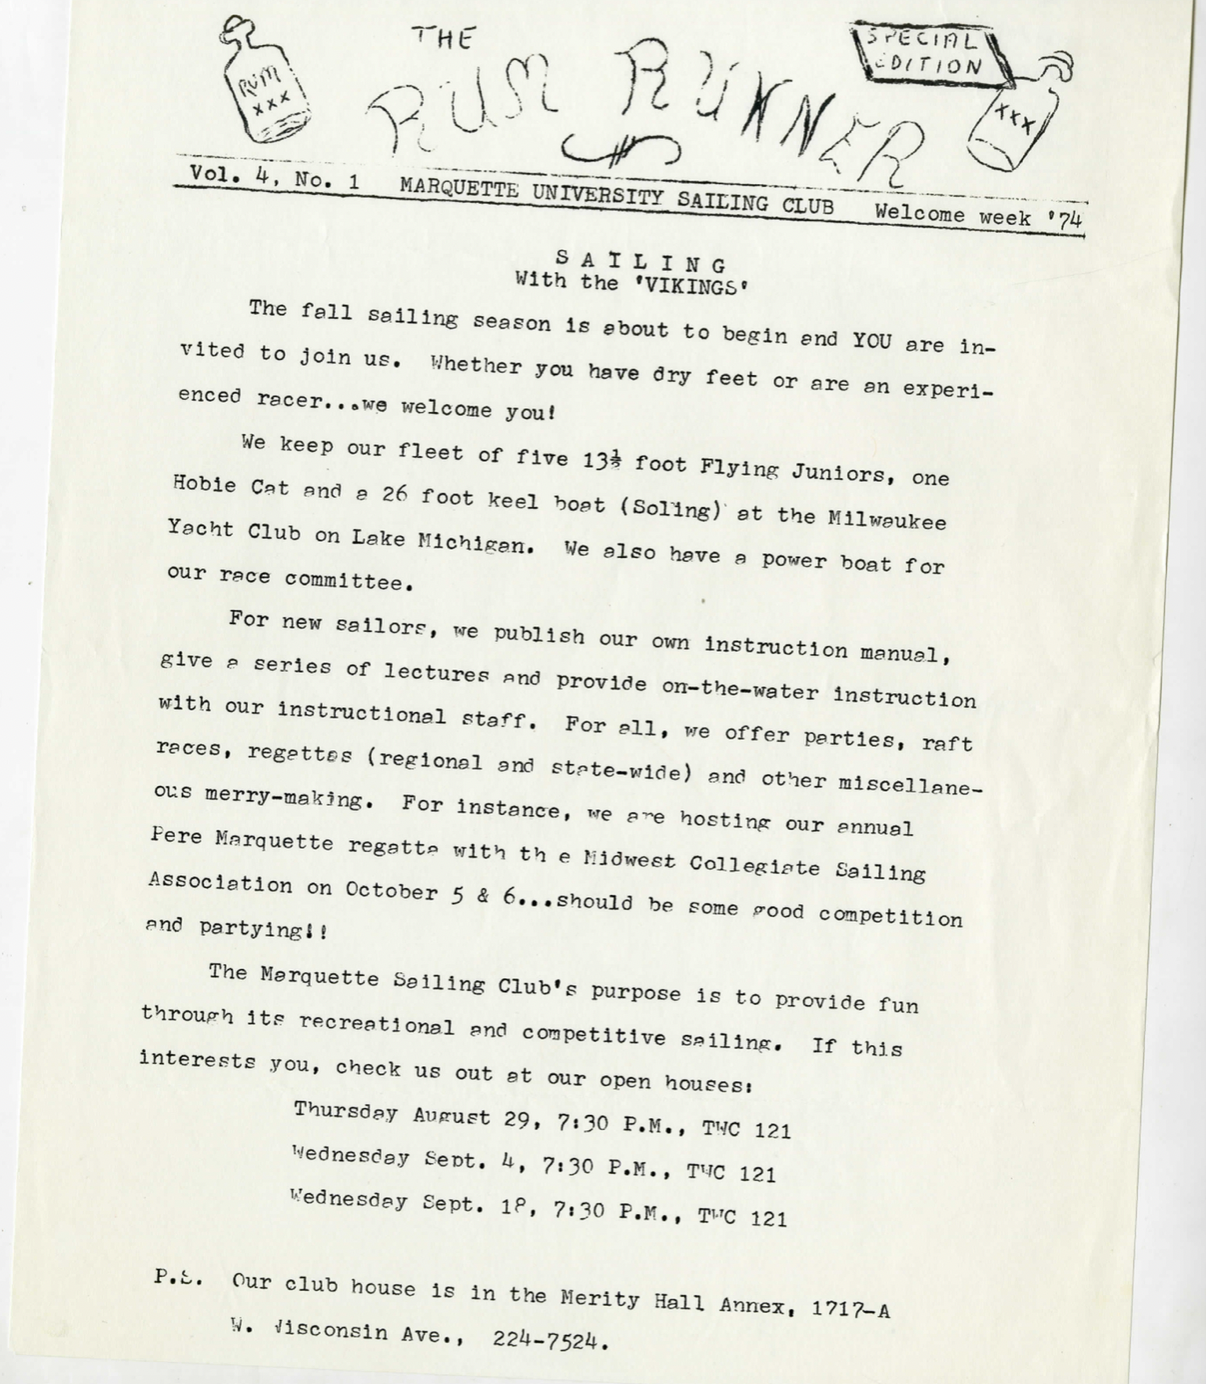 THE
RUM RUNNER
SPECIAL
EDITION
RUM
XXX
XXX
Vol. 4, No. 1 MARQUETTE UNIVERSITY SAILING CLUB Welcome week '74
S A I L I N G
With the 'VIKINGS'
The fall sailing season is about to begin and YOU are in-
vited to join us. Whether you have dry feet or are an experi-
enced racer...we welcome you!
We keep our fleet of five 13½ foot Flying Juniors, one
Hobie Cat and a 26 foot keel boat (Soling) at the Milwaukee
Yacht Club on Lake Michigan. We also have a power boat for
our race committee.
For new sailors, we publish our own instruction manual,
give a series of lectures and provide on-the-water instruction
with our instructional staff. For all, we offer parties, raft
races, regattas (regional and state-wide) and other miscellane-
ous merry-making. For instance, we are hosting our annual
Pere Marquette regatta with th e Midwest Collegiate Sailing
Association on October 5 & 6...should be some good competition
and partying!!
The Marquette Sailing Club's purpose is to provide fun
through its recreational and competitive sailing. If this
interests you, check us out at our open houses:
Thursday August 29, 7:30 P.M., TWC 121
Wednesday Sept. 4, 7:30 P.M., TWC 121
Wednesday Sept. 18, 7:30 P.M., TWC 121
P.S. Our club house is in the Merity Hall Annex, 1717-A
W. Wisconsin Ave., 224-7524.